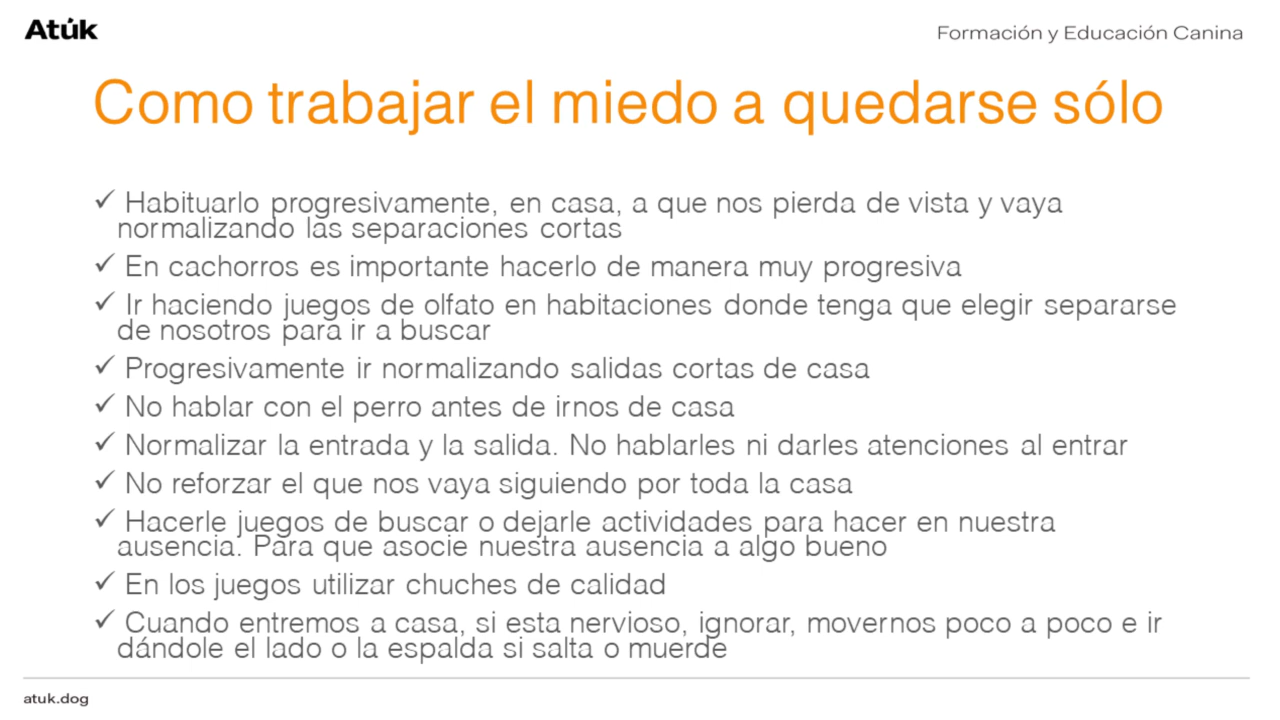 Atúk
Formación y Educación Canina
Como trabajar el miedo a quedarse sólo
✓ Habituarlo progresivamente, en casa, a que nos pierda de vista y vaya
normalizando las separaciones cortas
✓ En cachorros es importante hacerlo de manera muy progresiva
✓ Ir haciendo juegos de olfato en habitaciones donde tenga que elegir separarse
de nosotros para ir a buscar
✓ Progresivamente ir normalizando salidas cortas de casa
✓ No hablar con el perro antes de irnos de casa
✓ Normalizar la entrada y la salida. No hablarles ni darles atenciones al entrar
✓ No reforzar el que nos vaya siguiendo por toda la casa
✓ Hacerle juegos de buscar o dejarle actividades para hacer en nuestra
ausencia. Para que asocie nuestra ausencia a algo bueno
✓ En los juegos utilizar chuches de calidad
✓ Cuando entremos a casa, si esta nervioso, ignorar, movernos poco a poco e ir
dándole el lado o la espalda si salta o muerde
atuk.dog